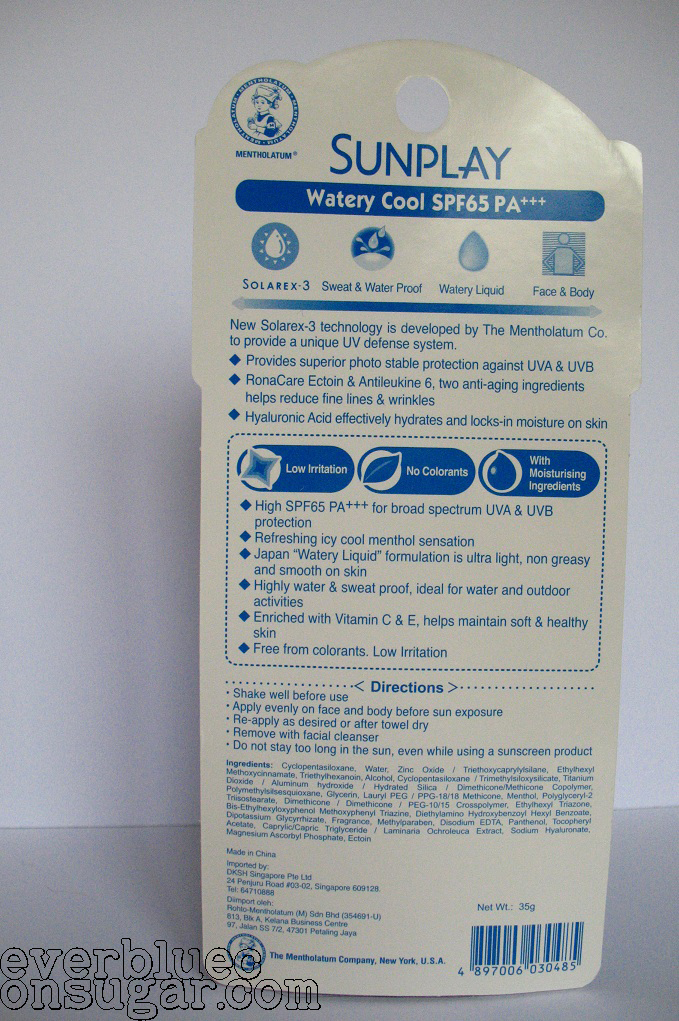 MENTHOLATUM • MENTHOLATUM • MENTHOLATUM • MENTHOLATUM
MENTHOLATUM®
SUNPLAY
Watery Cool SPF65 PA+++
SOLAREX-3 Sweat & Water Proof Watery Liquid Face & Body
New Solarex-3 technology is developed by The Mentholatum Co.
to provide a unique UV defense system.
◆ Provides superior photo stable protection against UVA & UVB
◆ RonaCare Ectoin & Antileukine 6, two anti-aging ingredients
helps reduce fine lines & wrinkles
◆ Hyaluronic Acid effectively hydrates and locks-in moisture on skin
Low Irritation
No Colorants
With
Moisturising
Ingredients
◆ High SPF65 PA+++ for broad spectrum UVA & UVB
protection
◆ Refreshing icy cool menthol sensation
◆ Japan “Watery Liquid” formulation is ultra light, non greasy
and smooth on skin
◆ Highly water & sweat proof, ideal for water and outdoor
activities
◆ Enriched with Vitamin C & E, helps maintain soft & healthy
skin
◆ Free from colorants. Low Irritation
< Directions >
• Shake well before use
• Apply evenly on face and body before sun exposure
• Re-apply as desired or after towel dry
• Remove with facial cleanser
• Do not stay too long in the sun, even while using a sunscreen product
Ingredients: Cyclopentasiloxane, Water, Zinc Oxide / Triethoxycaprylylsilane, Ethylhexyl
Methoxycinnamate, Triethylhexanoin, Alcohol, Cyclopentasiloxane / Trimethylsiloxysilicate, Titanium
Dioxide / Aluminum hydroxide / Hydrated Silica / Dimethicone/Methicone Copolymer,
Polymethylsilsesquioxane, Glycerin, Lauryl PEG / PPG-18/18 Methicone, Menthol, Polyglyceryl-2
Triisostearate, Dimethicone / Dimethicone / PEG-10/15 Crosspolymer, Ethylhexyl Triazone,
Bis-Ethylhexyloxyphenol Methoxyphenyl Triazine, Diethylamino Hydroxybenzoyl Hexyl Benzoate,
Dipotassium Glycyrrhizate, Fragrance, Methylparaben, Disodium EDTA, Panthenol, Tocopheryl
Acetate, Caprylic/Capric Triglyceride / Laminaria Ochroleuca Extract, Sodium Hyaluronate,
Magnesium Ascorbyl Phosphate, Ectoin
Made in China
Imported by:
DKSH Singapore Pte Ltd
24 Penjuru Road #03-02, Singapore 609128.
Tel: 64710888
Diimport oleh:
Rohto-Mentholatum (M) Sdn Bhd (354691-U)
813, Blk A, Kelana Business Centre
97, Jalan SS 7/2, 47301 Petaling Jaya
Net Wt.: 35g
The Mentholatum Company, New York, U.S.A.
4 897006 030485
everbluec
onsugar.com